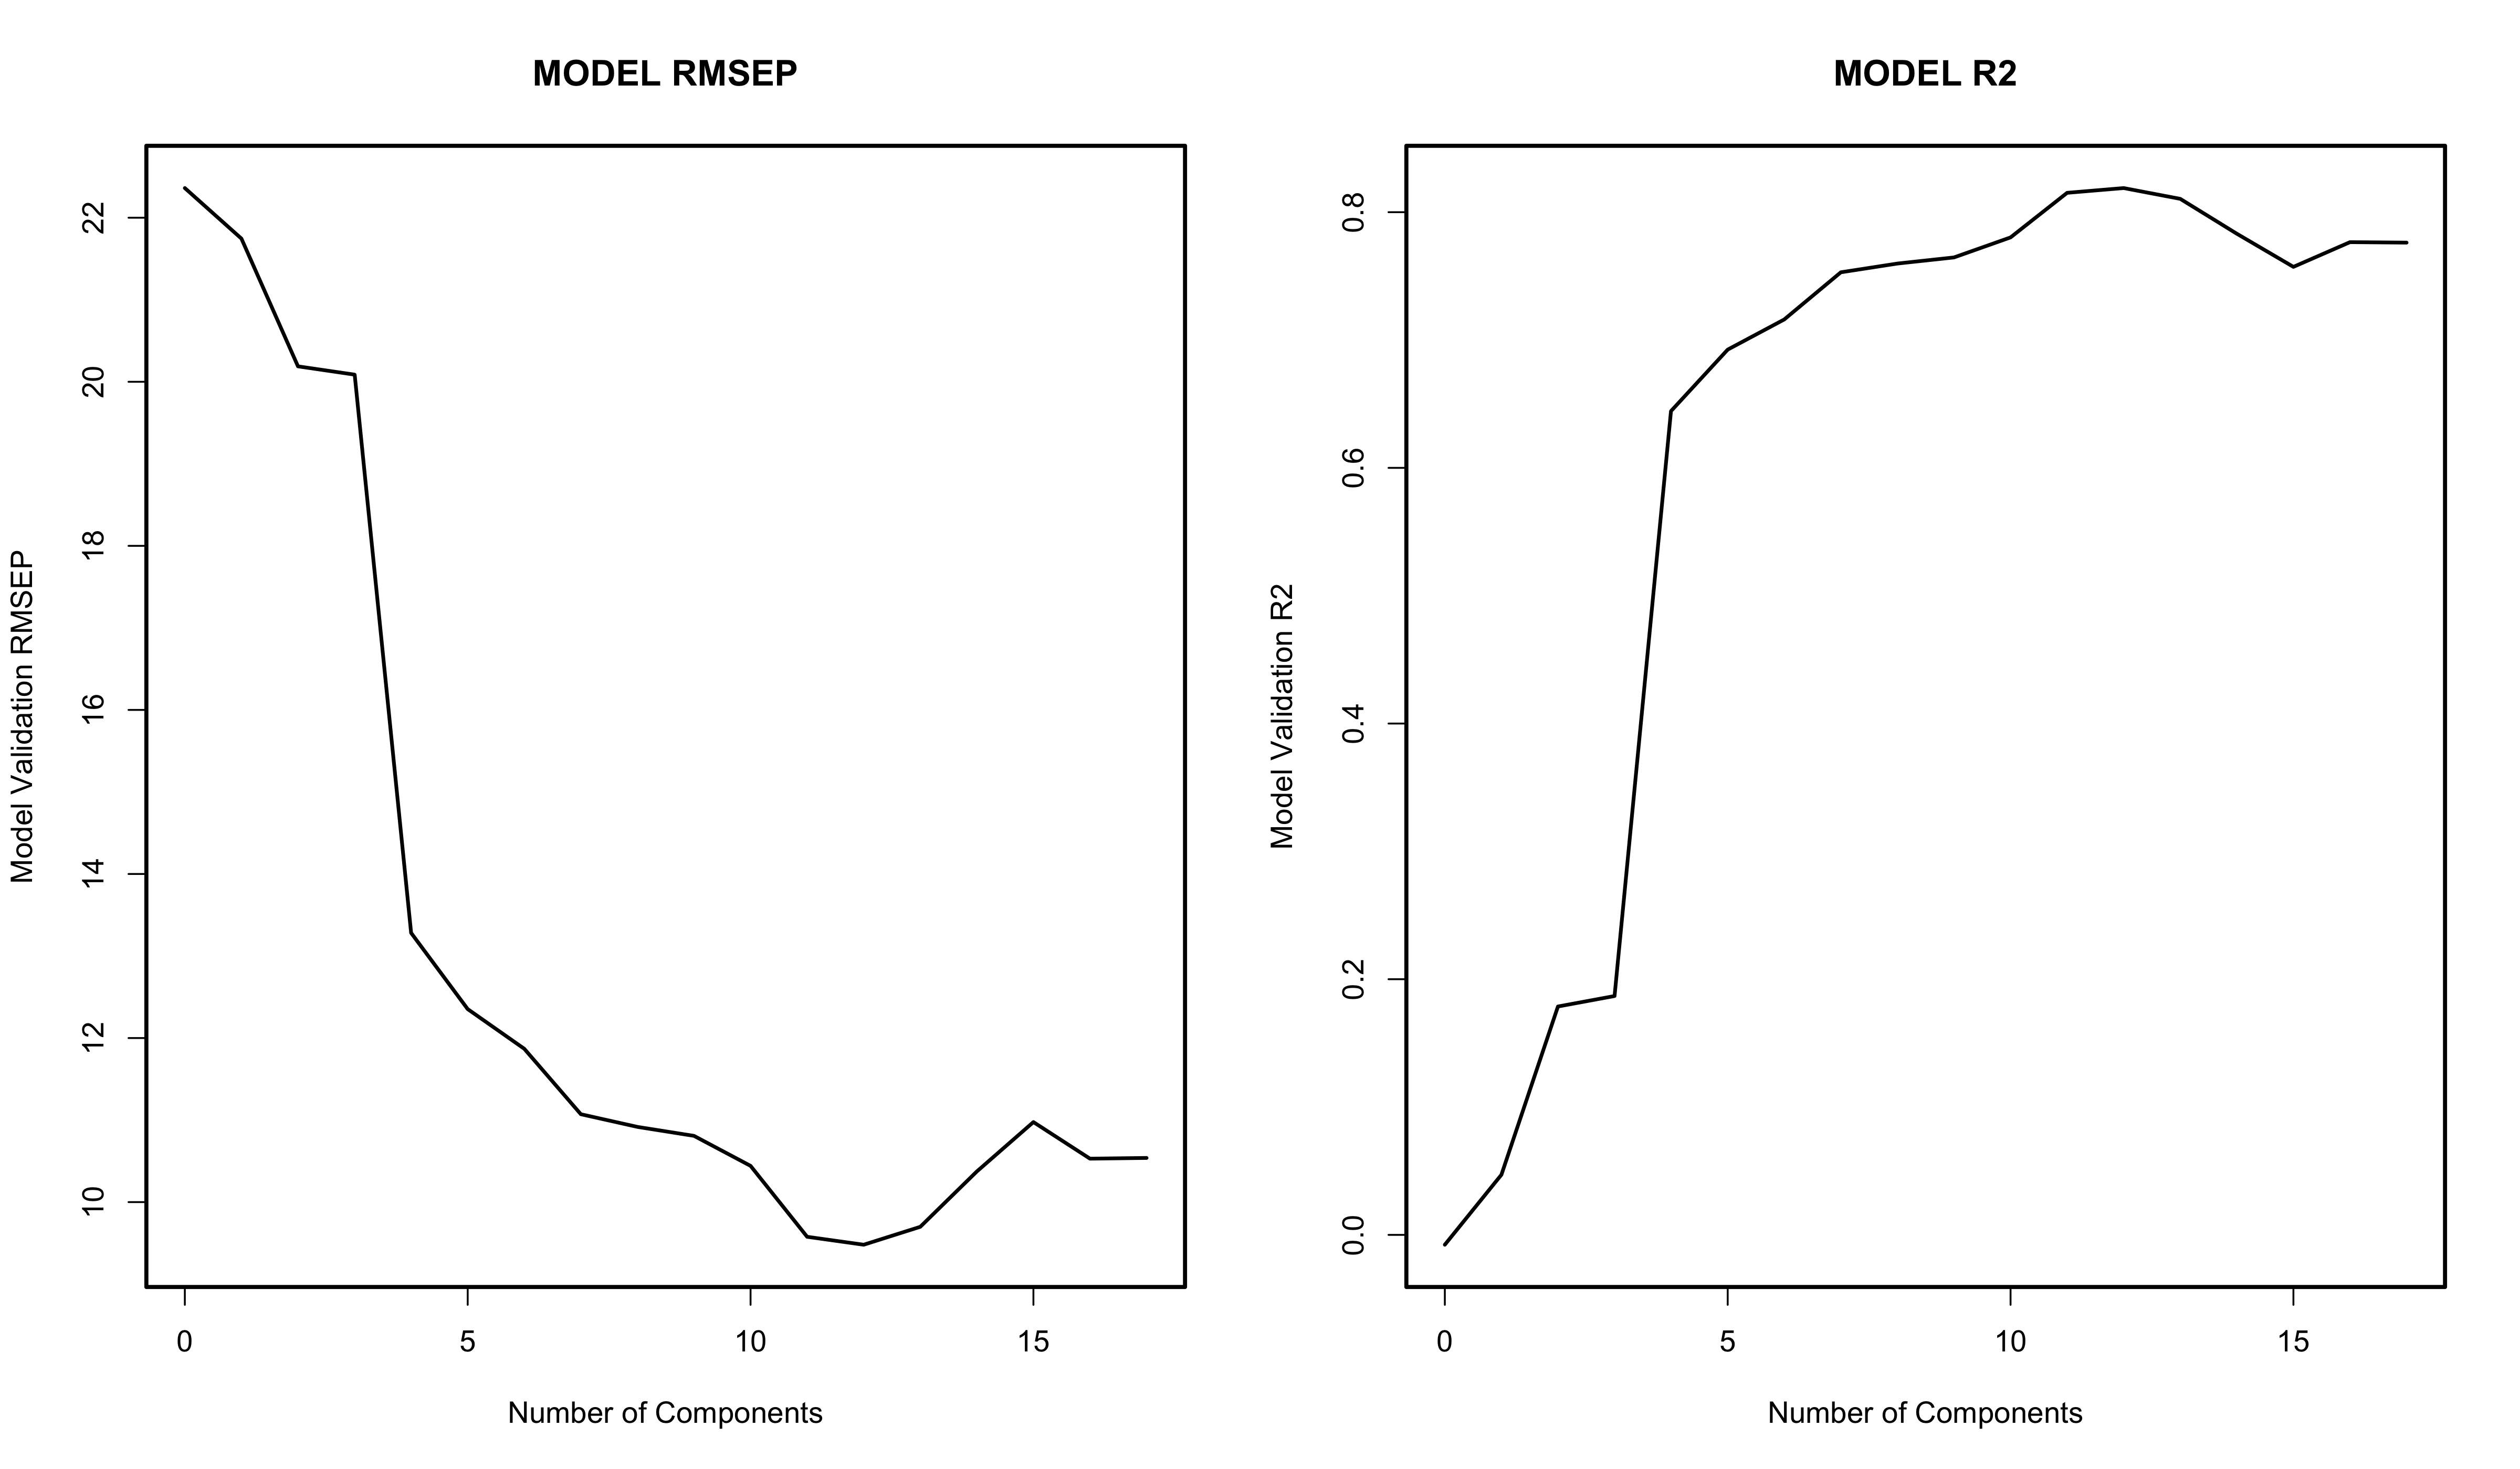 MODEL RMSEP
Model Validation RMSEP
22
20
18
16
14
12
10
0 5 10 15
Number of Components
MODEL R2
Model Validation R2
0.8
0.6
0.4
0.2
0.0
0 5 10 15
Number of Components